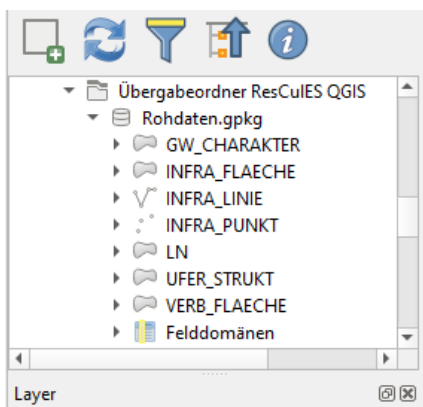 Übergabeordner ResCulES QGIS
Rohdaten.gpkg
GW_CHARAKTER
INFRA_FLAECHE
INFRA_LINIE
INFRA_PUNKT
LN
UFER_STRUKT
VERB_FLAECHE
Felddomänen
Layer